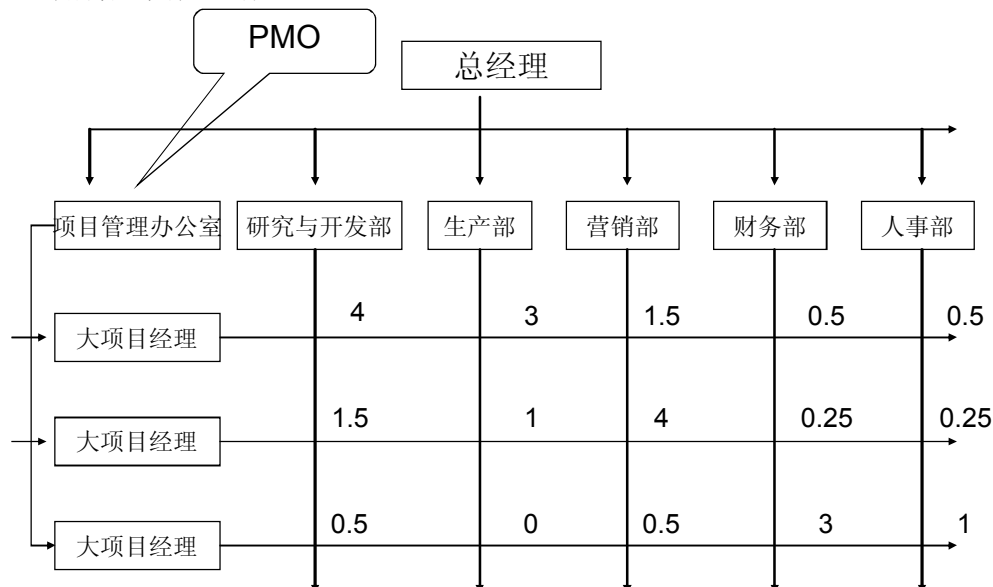 PMO
总经理
项目管理办公室 研究与开发部 生产部 营销部 财务部 人事部
大项目经理 4 3 1.5 0.5 0.5
大项目经理 1.5 1 4 0.25 0.25
大项目经理 0.5 0 0.5 3 1